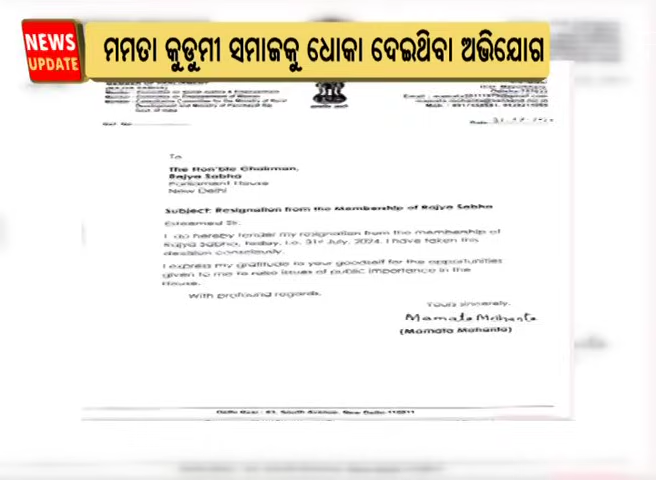 NEWS
UPDATE
ମମତା କୁଡୁମୀ ସମାଜକୁ ଧୋକା ଦେଇଥିବା ଅଭିଯୋଗ
To
The Hon'ble Chairman,
Rajya Sabha
Parliament House
New Delhi
Subject: Resignation from the Membership of Rajya Sabha
Esteemed Sir,
I do hereby tender my resignation from the membership of
Rajya Sabha, today, i.e. 31st July, 2024. I have taken this
decision consciously.
I express my gratitude to your goodself for the opportunities
given to me to raise issues of public importance in the
House.
With profound regards,
Yours sincerely,
Mamata Mohanta
(Mamata Mohanta)